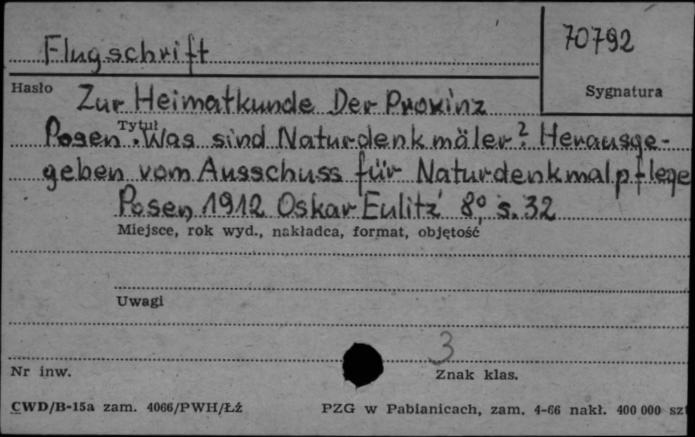 Flugschrift
70792
Hasło
Sygnatura
Zur Heimatkunde Der Prowinz
Tytuł
Posen. Was sind Naturdenkmäler? Herausge-
geben vom Ausschuss für Naturdenkmalpflege
Posen 1912 Oskar Eulitz 8° s. 32
Miejsce, rok wyd., nakładca, format, objętość
Uwagi
3
Nr inw.
Znak klas.
CWD/B-15a zam. 4066/PWH/Łź
PZG w Pabianicach, zam. 4-66 nakł. 400 000 szt